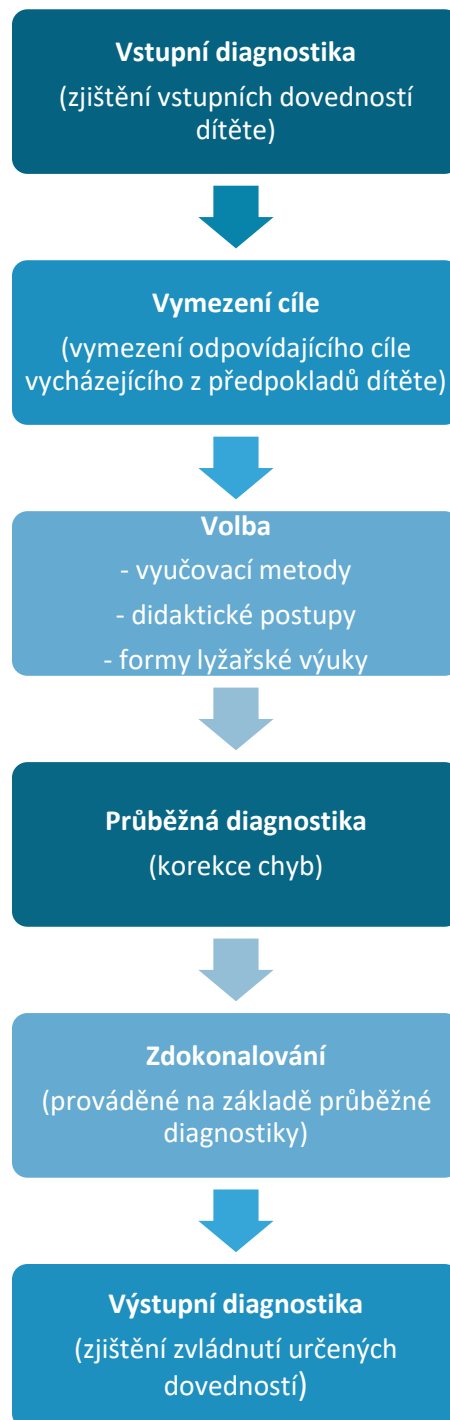 Vstupní diagnostika
(zjištění vstupních dovedností
dítěte)
Vymezení cíle
(vymezení odpovídajícího cíle
vycházejícího z předpokladů dítěte)
Volba
- vyučovací metody
- didaktické postupy
- formy lyžařské výuky
Průběžná diagnostika
(korekce chyb)
Zdokonalování
(prováděné na základě průběžné
diagnostiky)
Výstupní diagnostika
(zjištění zvládnutí určených
dovedností)